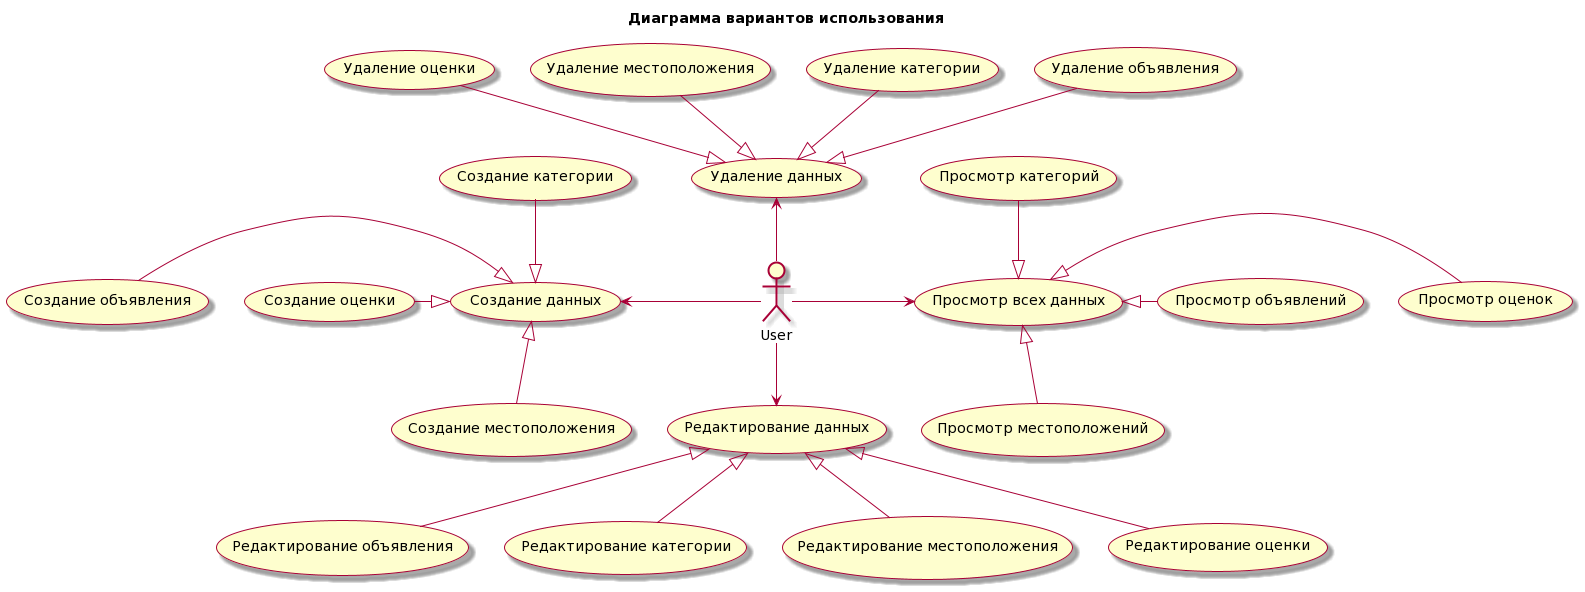 Диаграмма вариантов использования
Удаление оценки
Удаление местоположения
Удаление категории
Удаление объявления
Создание категории
Удаление данных
Просмотр категорий
Создание объявления
Создание оценки
Создание данных
Просмотр всех данных
Просмотр объявлений
Просмотр оценок
User
Создание местоположения
Редактирование данных
Просмотр местоположений
Редактирование объявления
Редактирование категории
Редактирование местоположения
Редактирование оценки